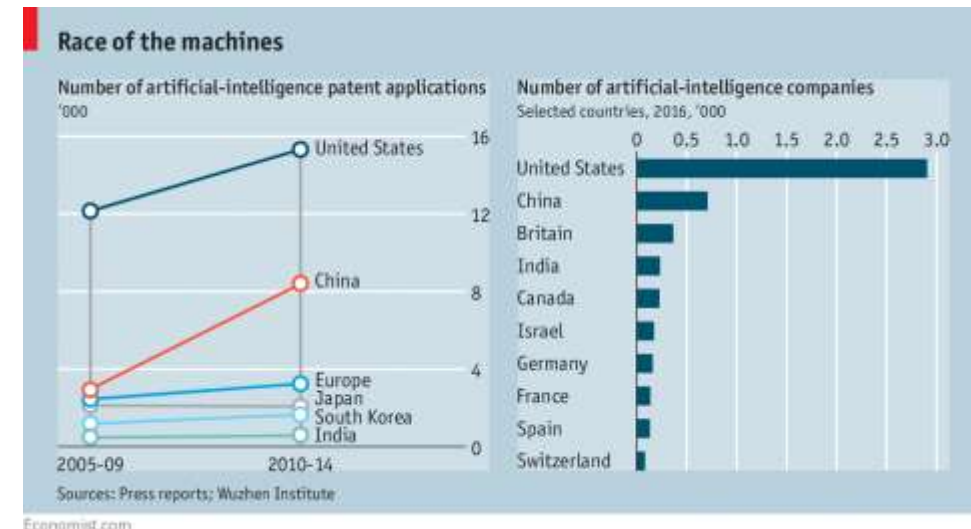 Race of the machines
Number of artificial-intelligence patent applications
'000
16
12
8
4
0
United States
China
Europe
Japan
South Korea
India
2005-09
2010-14
Number of artificial-intelligence companies
Selected countries, 2016, '000
0 0.5 1.0 1.5 2.0 2.5 3.0
United States
China
Britain
India
Canada
Israel
Germany
France
Spain
Switzerland
Sources: Press reports; Wuzhen Institute
Economist.com